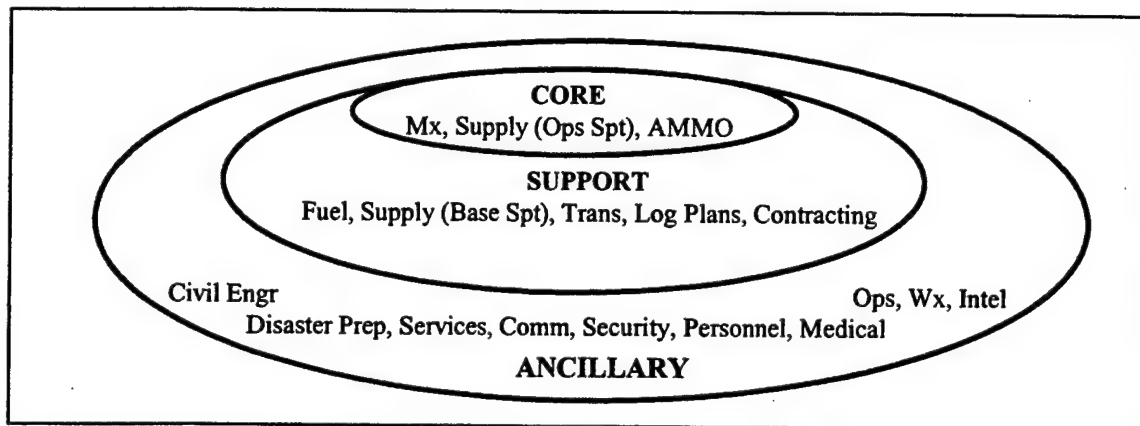 CORE
Mx, Supply (Ops Spt), AMMO
SUPPORT
Fuel, Supply (Base Spt), Trans, Log Plans, Contracting
Civil Engr
Ops, Wx, Intel
Disaster Prep, Services, Comm, Security, Personnel, Medical
ANCILLARY